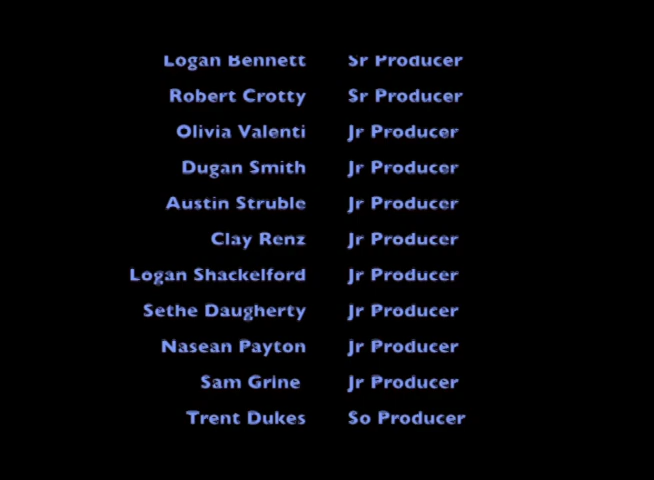 Logan Bennett Sr Producer
Robert Crotty Sr Producer
Olivia Valenti Jr Producer
Dugan Smith Jr Producer
Austin Struble Jr Producer
Clay Renz Jr Producer
Logan Shackelford Jr Producer
Sethe Daugherty Jr Producer
Nasean Payton Jr Producer
Sam Grine Jr Producer
Trent Dukes So Producer